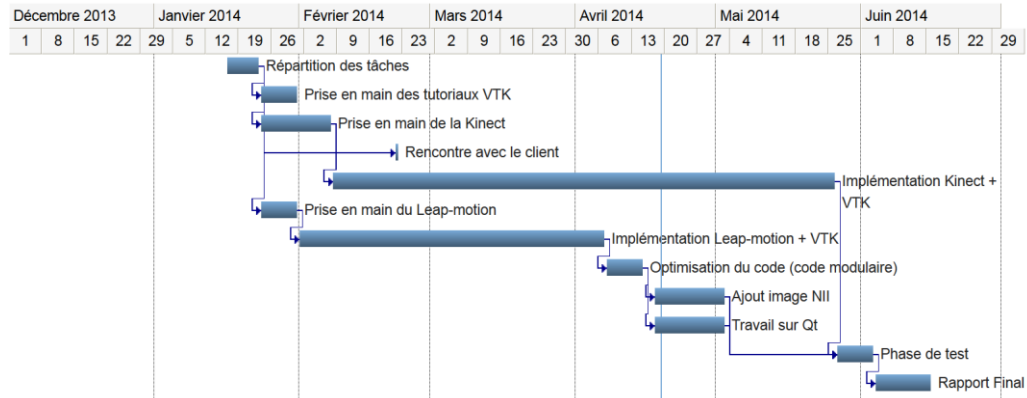 Décembre 2013 Janvier 2014 Février 2014 Mars 2014 Avril 2014 Mai 2014 Juin 2014
1 8 15 22 29 5 12 19 26 2 9 16 23 2 9 16 23 30 6 13 20 27 4 11 18 25 1 8 15 22 29
Répartition des tâches
Prise en main des tutoriaux VTK
Prise en main de la Kinect
Rencontre avec le client
Implémentation Kinect +
VTK
Prise en main du Leap-motion
Implémentation Leap-motion + VTK
Optimisation du code (code modulaire)
Ajout image NII
Travail sur Qt
Phase de test
Rapport Final